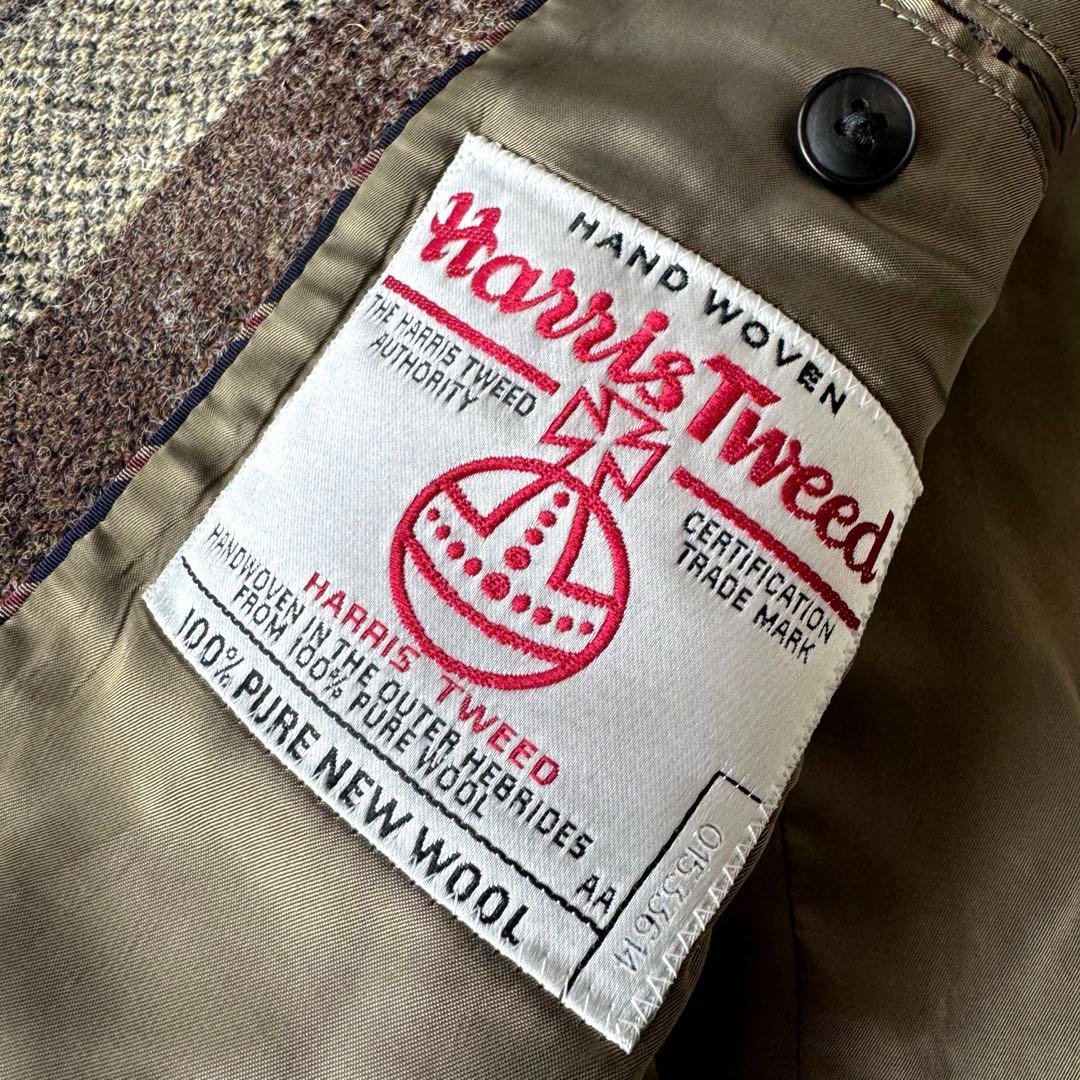 HAND WOVEN
Harris Tweed
THE HARRIS TWEED
AUTHORITY
CERTIFICATION
TRADE MARK
HARRIS TWEED
HANDWOVEN IN THE OUTER HEBRIDES
FROM 100% PURE WOOL
AA
100% PURE NEW WOOL
01533614